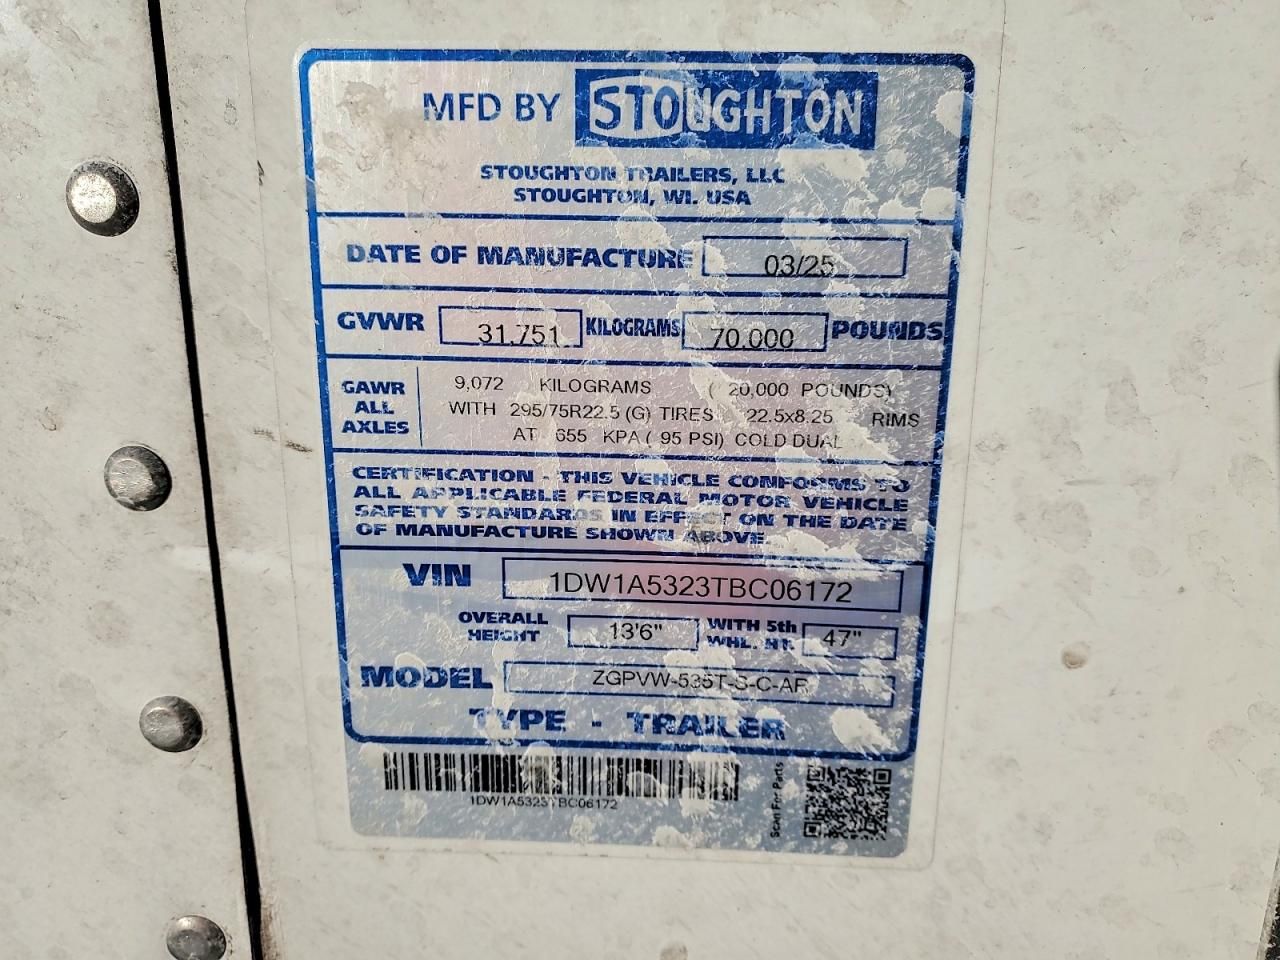 MFD BY STOUGHTON
STOUGHTON TRAILERS, LLC
STOUGHTON, WI. USA
DATE OF MANUFACTURE 03/25
GVWR 31,751 KILOGRAMS 70,000 POUNDS
GAWR ALL AXLES
9,072 KILOGRAMS ( 20,000 POUNDS)
WITH 295/75R22.5 (G) TIRES 22.5x8.25 RIMS
AT 655 KPA ( 95 PSI) COLD DUAL
CERTIFICATION - THIS VEHICLE CONFORMS TO
ALL APPLICABLE FEDERAL MOTOR VEHICLE
SAFETY STANDARDS IN EFFECT ON THE DATE
OF MANUFACTURE SHOWN ABOVE.
VIN 1DW1A5323TBC06172
OVERALL HEIGHT 13'6" WITH 5th WHL. HT. 47"
MODEL ZGPVW-535T-S-C-AR
TYPE - TRAILER
1DW1A5323TBC06172
Scan For Parts